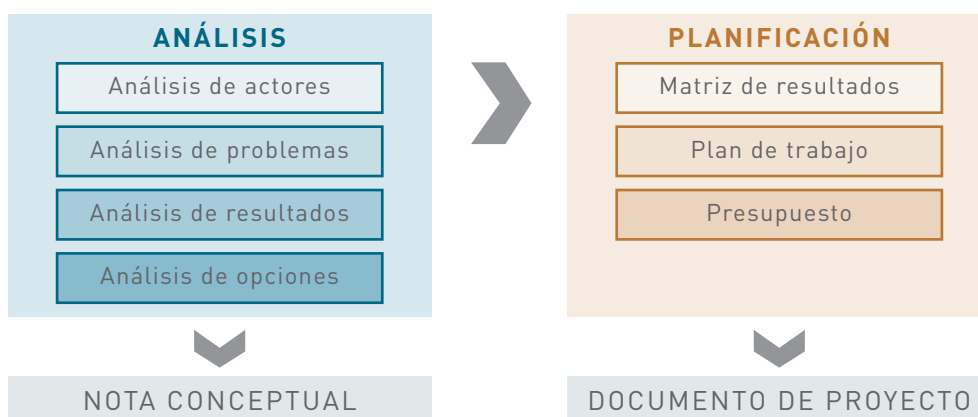 ANÁLISIS
Análisis de actores
Análisis de problemas
Análisis de resultados
Análisis de opciones
NOTA CONCEPTUAL
PLANIFICACIÓN
Matriz de resultados
Plan de trabajo
Presupuesto
DOCUMENTO DE PROYECTO